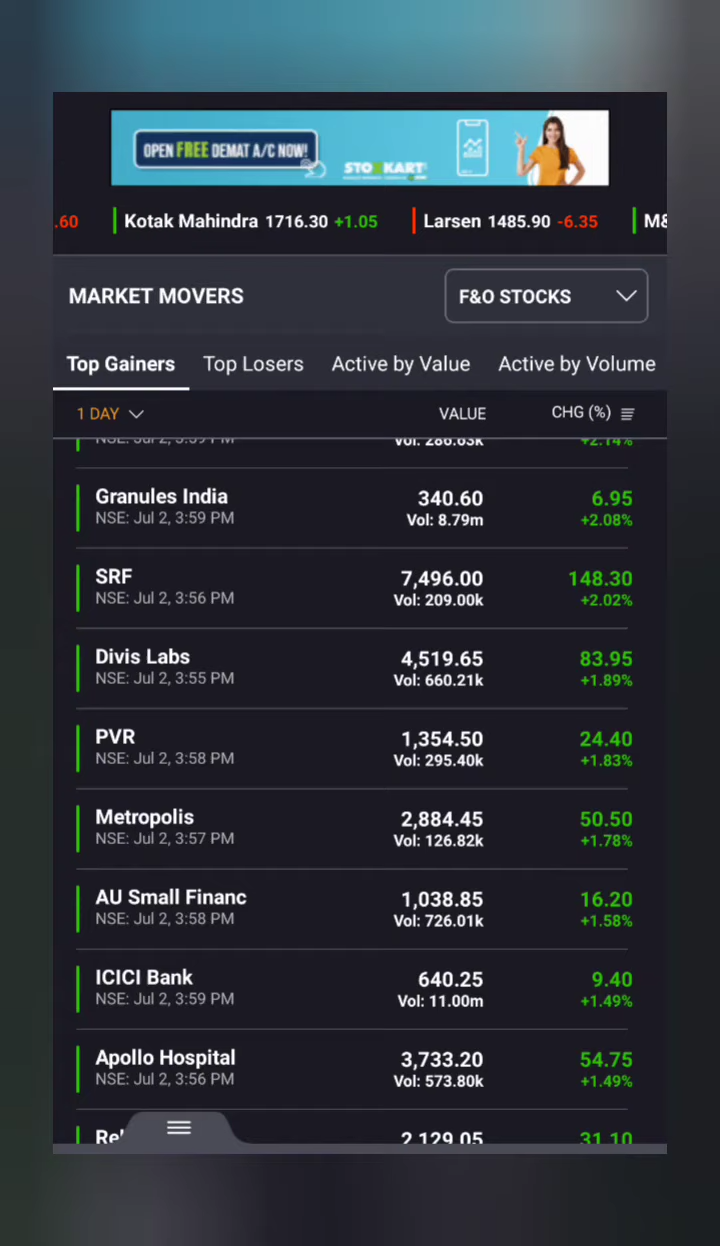 OPEN FREE DEMAT A/C NOW!
.60 Kotak Mahindra 1716.30 +1.05 Larsen 1485.90 -6.35 M&
MARKET MOVERS F&O STOCKS
Top Gainers Top Losers Active by Value Active by Volume
1 DAY VALUE CHG (%)
Vol: 286.63k +2.14%
Granules India 340.60 6.95
NSE: Jul 2, 3:59 PM Vol: 8.79m +2.08%
SRF 7,496.00 148.30
NSE: Jul 2, 3:56 PM Vol: 209.00k +2.02%
Divis Labs 4,519.65 83.95
NSE: Jul 2, 3:55 PM Vol: 660.21k +1.89%
PVR 1,354.50 24.40
NSE: Jul 2, 3:58 PM Vol: 295.40k +1.83%
Metropolis 2,884.45 50.50
NSE: Jul 2, 3:57 PM Vol: 126.82k +1.78%
AU Small Financ 1,038.85 16.20
NSE: Jul 2, 3:58 PM Vol: 726.01k +1.58%
ICICI Bank 640.25 9.40
NSE: Jul 2, 3:59 PM Vol: 11.00m +1.49%
Apollo Hospital 3,733.20 54.75
NSE: Jul 2, 3:56 PM Vol: 573.80k +1.49%
Rel 2,129.05 31.10